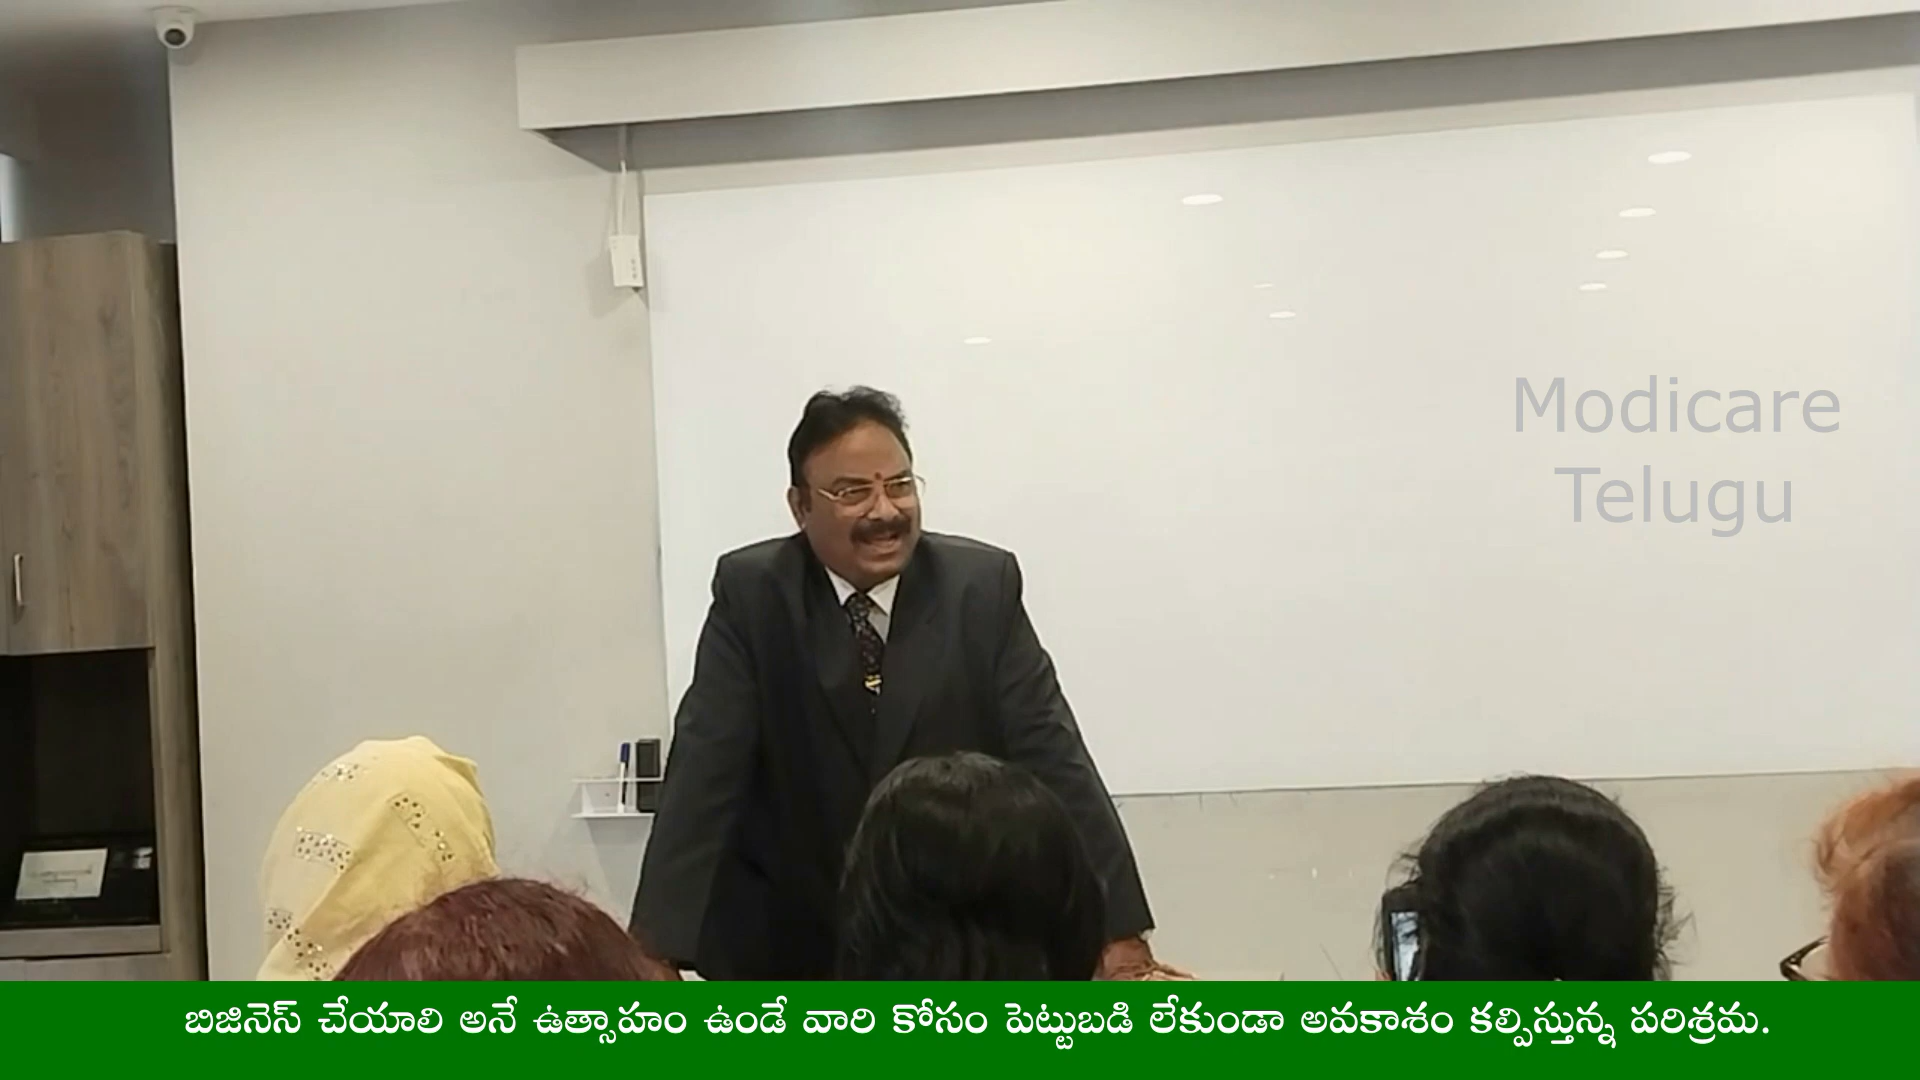 Modicare
Telugu
బిజినెస్ చేయాలి అనే ఉత్సాహం ఉండే వారి కోసం పెట్టుబడి లేకుండా అవకాశం కల్పిస్తున్న పరిశ్రమ.